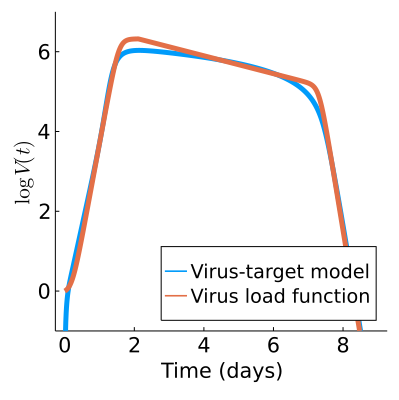 6
4
2
0
log V(t)
Virus-target model
Virus load function
0 2 4 6 8
Time (days)